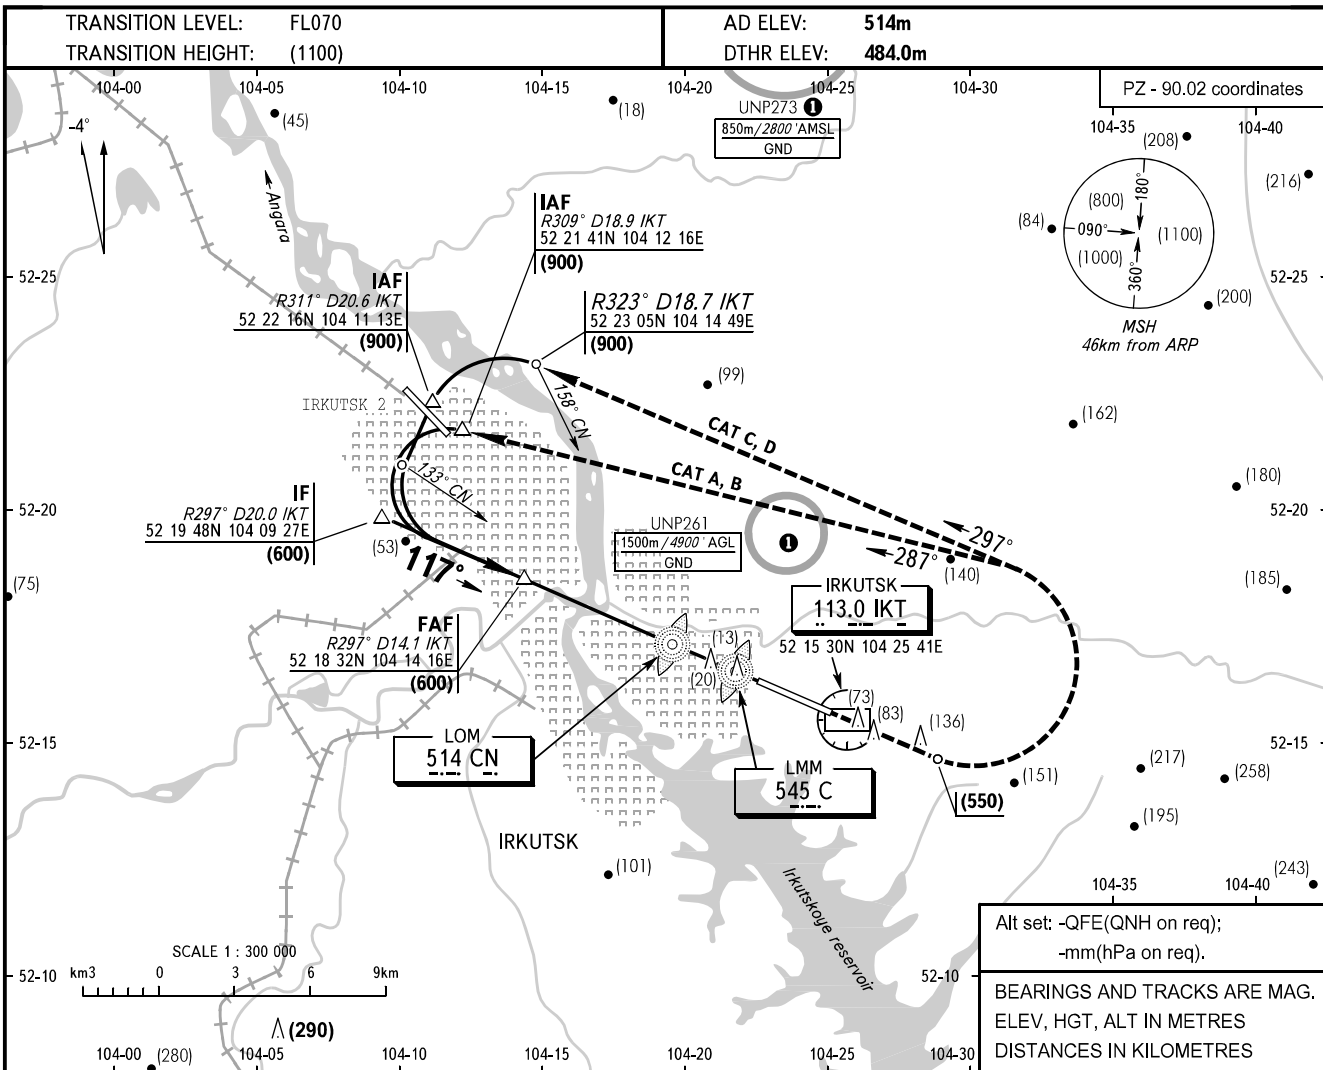 TRANSITION LEVEL: FL070
TRANSITION HEIGHT: (1100)
AD ELEV: 514m
DTHR ELEV: 484.0m
PZ - 90.02 coordinates
104-00
104-05
104-10
104-15
104-20
104-25
104-30
104-35
104-40
-4°
(45)
(18)
UNP273 1
850m/2800 'AMSL
GND
(208)
(216)
(84)
(800)
180°
090°
(1100)
(1000)
360°
(200)
MSH
46km from ARP
Angara
IAF
R309° D18.9 IKT
52 21 41N 104 12 16E
(900)
52-25
52-25
IAF
R311° D20.6 IKT
52 22 16N 104 11 13E
(900)
R323° D18.7 IKT
52 23 05N 104 14 49E
(900)
(99)
IRKUTSK 2
158° CN
CAT C, D
(162)
CAT A, B
133° CN
(180)
IF
R297° D20.0 IKT
52 19 48N 104 09 27E
(600)
52-20
52-20
UNP261
1500m/4900 ' AGL
GND
1
297°
287°
(53)
117°
(140)
(75)
(185)
IRKUTSK
113.0 IKT
52 15 30N 104 25 41E
FAF
R297° D14.1 IKT
52 18 32N 104 14 16E
(600)
(13)
(20)
(73)
(83)
(136)
52-15
52-15
LOM
514 CN
LMM
545 C
(550)
(151)
(217)
(258)
(195)
IRKUTSK
(101)
Irkutskoye reservoir
(243)
104-35
104-40
Alt set: -QFE(QNH on req);
-mm(hPa on req).
SCALE 1 : 300 000
km3 0 3 6 9km
52-10
52-10
BEARINGS AND TRACKS ARE MAG.
ELEV, HGT, ALT IN METRES
DISTANCES IN KILOMETRES
(290)
(280)
104-00
104-05
104-10
104-15
104-20
104-25
104-30